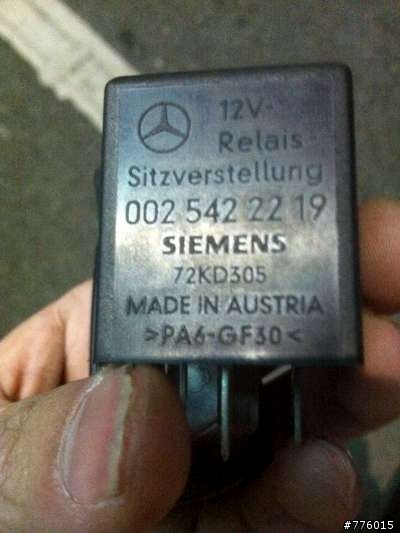 12V-
Relais
Sitzverstellung
002 542 22 19
SIEMENS
72KD305
MADE IN AUSTRIA
>PA6-GF30<
#776015